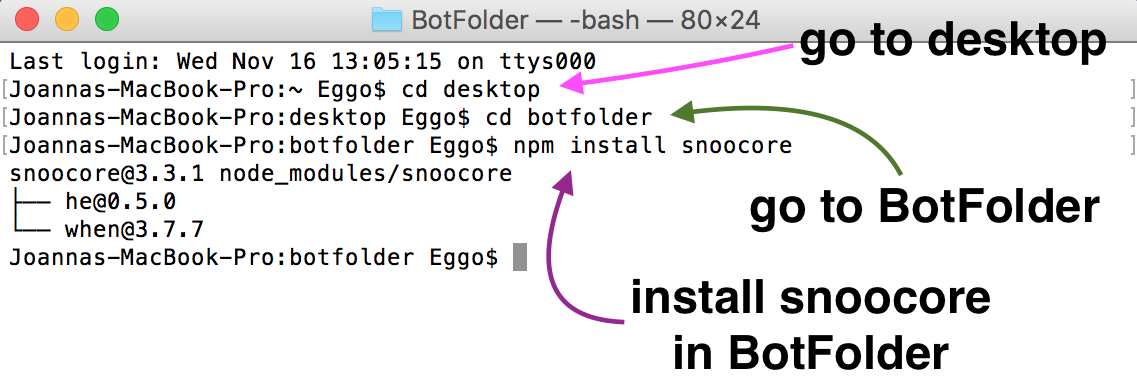 BotFolder — -bash — 80×24
go to desktop
Last login: Wed Nov 16 13:05:15 on ttys000
[Joannas-MacBook-Pro:~ Eggo$ cd desktop ]
[Joannas-MacBook-Pro:desktop Eggo$ cd botfolder ]
[Joannas-MacBook-Pro:botfolder Eggo$ npm install snoocore ]
snoocore@3.3.1 node_modules/snoocore
├── he@0.5.0
└── when@3.7.7
Joannas-MacBook-Pro:botfolder Eggo$
go to BotFolder
install snoocore
in BotFolder